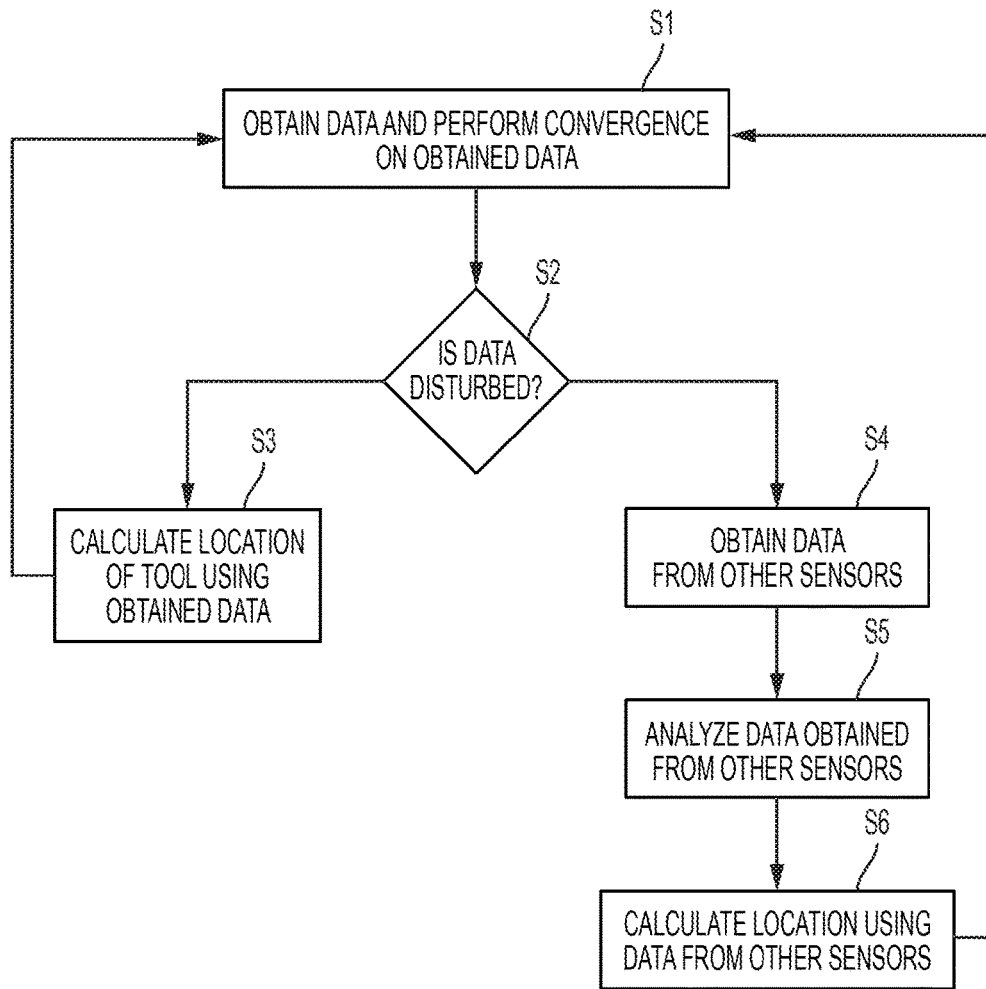 S1
OBTAIN DATA AND PERFORM CONVERGENCE
ON OBTAINED DATA
S2
IS DATA
DISTURBED?
S3
CALCULATE LOCATION
OF TOOL USING
OBTAINED DATA
S4
OBTAIN DATA
FROM OTHER SENSORS
S5
ANALYZE DATA OBTAINED
FROM OTHER SENSORS
S6
CALCULATE LOCATION USING
DATA FROM OTHER SENSORS